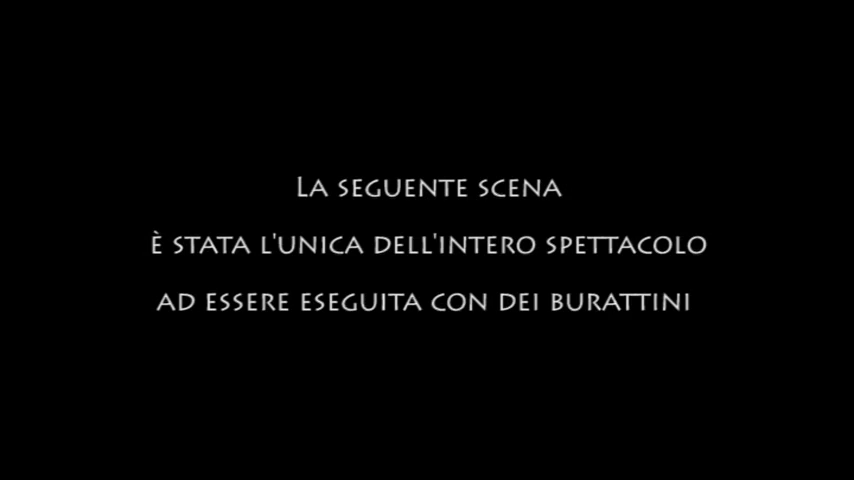 La seguente scena
è stata l'unica dell'intero spettacolo
ad essere eseguita con dei burattini